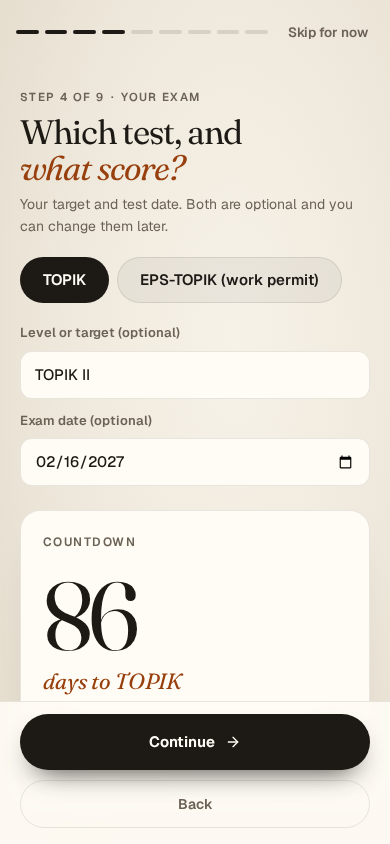 Skip for now
STEP 4 OF 9 · YOUR EXAM
Which test, and
what score?
Your target and test date. Both are optional and you
can change them later.
TOPIK
EPS-TOPIK (work permit)
Level or target (optional)
TOPIK II
Exam date (optional)
02/16/2027
COUNTDOWN
86
days to TOPIK
Continue →
Back